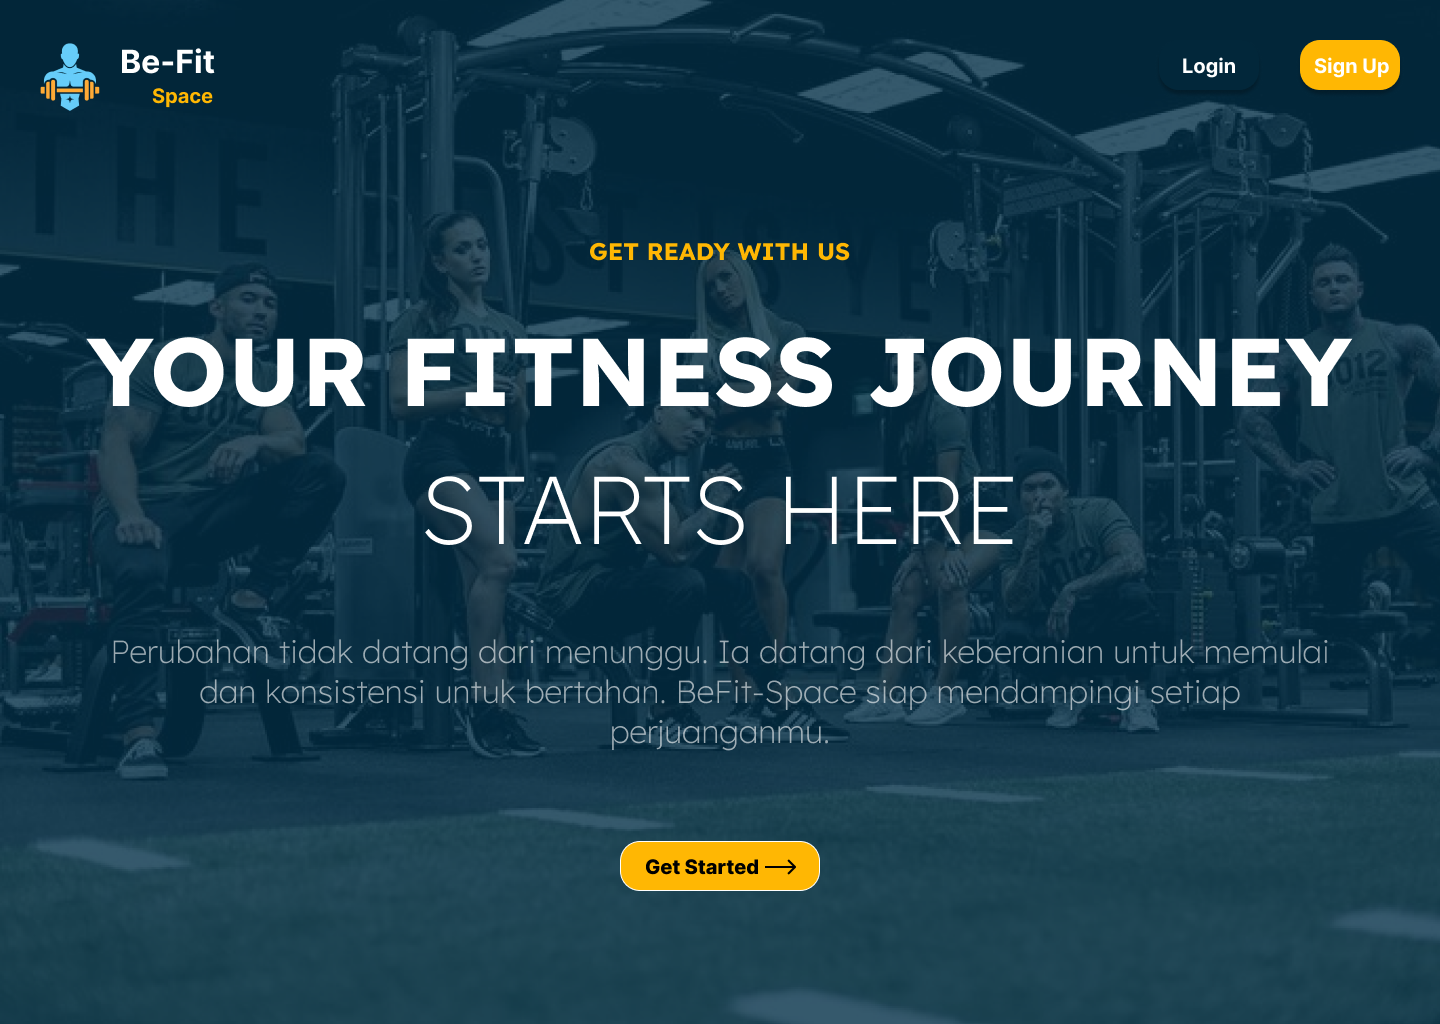 Be-Fit
Space
Login
Sign Up
GET READY WITH US
YOUR FITNESS JOURNEY
STARTS HERE
Perubahan tidak datang dari menunggu. Ia datang dari keberanian untuk memulai
dan konsistensi untuk bertahan. BeFit-Space siap mendampingi setiap
perjuanganmu.
Get Started
THE